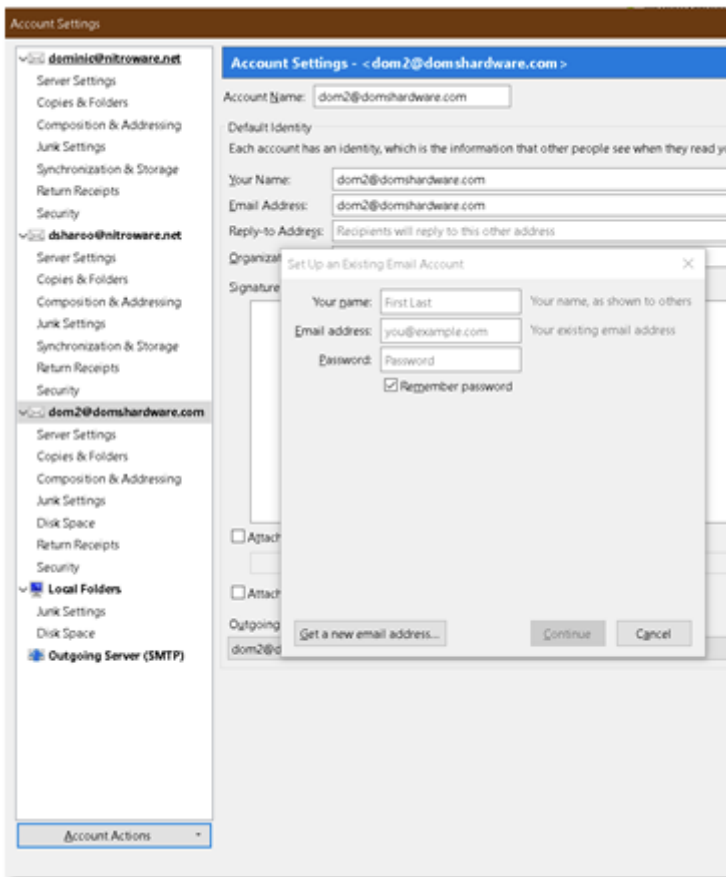 Account Settings
dominic@nitroware.net
Server Settings
Copies & Folders
Composition & Addressing
Junk Settings
Synchronization & Storage
Return Receipts
Security
dsharoo@nitroware.net
Server Settings
Copies & Folders
Composition & Addressing
Junk Settings
Synchronization & Storage
Return Receipts
Security
dom2@domshardware.com
Server Settings
Copies & Folders
Composition & Addressing
Junk Settings
Disk Space
Return Receipts
Security
Local Folders
Junk Settings
Disk Space
Outgoing Server (SMTP)
Account Actions
Account Settings - <dom2@domshardware.com>
Account Name: dom2@domshardware.com
Default Identity
Each account has an identity, which is the information that other people see when they read y
Your Name: dom2@domshardware.com
Email Address: dom2@domshardware.com
Reply-to Address: Recipients will reply to this other address
Organizat
Signature
Attach
Attach
Outgoing
dom2@d
Set Up an Existing Email Account
Your name: First Last Your name, as shown to others
Email address: you@example.com Your existing email address
Password: Password
Remember password
Get a new email address... Continue Cancel